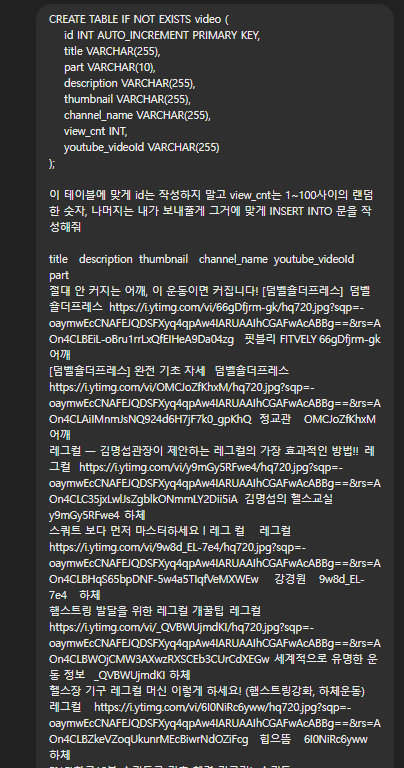 CREATE TABLE IF NOT EXISTS video (
id INT AUTO_INCREMENT PRIMARY KEY,
title VARCHAR(255),
part VARCHAR(10),
description VARCHAR(255),
thumbnail VARCHAR(255),
channel_name VARCHAR(255),
view_cnt INT,
youtube_videoId VARCHAR(255)
);
이 테이블에 맞게 id는 작성하지 말고 view_cnt는 1~100사이의 랜덤
한 숫자, 나머지는 내가 보내줄게 그거에 맞게 INSERT INTO 문을 작
성해줘
title description thumbnail channel_name youtube_videoId
part
절대 안 커지는 어깨, 이 운동이면 커집니다! [덤벨숄더프레스] 덤벨
숄더프레스 https://i.ytimg.com/vi/66gDfjrm-gk/hq720.jpg?sqp=-
oaymwEcCNAFEJQDSFXyq4qpAw4IARUAAIhCGAFwAcABBg==&rs=A
On4CLBEiL-oBru1rrLxQfEIHeA9Da04zg 핏블리 FITVELY 66gDfjrm-gk
어깨
[덤벨숄더프레스] 완전 기초 자세 덤벨숄더프레스
https://i.ytimg.com/vi/OMCJoZfKhxM/hq720.jpg?sqp=-
oaymwEcCNAFEJQDSFXyq4qpAw4IARUAAIhCGAFwAcABBg==&rs=A
On4CLAiIMnmJsNQ924d6H7jF7k0_gpKhQ 정교관 OMCJoZfKhxM
어깨
레그컬 — 김명섭관장이 제안하는 레그컬의 가장 효과적인 방법!! 레
그컬 https://i.ytimg.com/vi/y9mGy5RFwe4/hq720.jpg?sqp=-
oaymwEcCNAFEJQDSFXyq4qpAw4IARUAAIhCGAFwAcABBg==&rs=A
On4CLC35jxLwlJsZgblkONmmLY2Dii5iA 김명섭의 헬스교실
y9mGy5RFwe4 하체
스쿼트 보다 먼저 마스터하세요 l 레그 컬 레그컬
https://i.ytimg.com/vi/9w8d_EL-7e4/hq720.jpg?sqp=-
oaymwEcCNAFEJQDSFXyq4qpAw4IARUAAIhCGAFwAcABBg==&rs=A
On4CLBHqS65bpDNF-5w4a5TIqfVeMXWEw 강경원 9w8d_EL-
7e4 하체
햄스트링 발달을 위한 레그컬 개꿀팁 레그컬
https://i.ytimg.com/vi/_QVBWUjmdKI/hq720.jpg?sqp=-
oaymwEcCNAFEJQDSFXyq4qpAw4IARUAAIhCGAFwAcABBg==&rs=A
On4CLBWOjCMW3AXwzRXSCEb3CUrCdXEGw 세계적으로 유명한 운
동 정보 _QVBWUjmdKI 하체
헬스장 기구 레그컬 머신 이렇게 하세요! (햄스트링강화, 하체운동)
레그컬 https://i.ytimg.com/vi/6I0NiRc6yww/hq720.jpg?sqp=-
oaymwEcCNAFEJQDSFXyq4qpAw4IARUAAIhCGAFwAcABBg==&rs=A
On4CLBZkeVZoqUkunrMEcBiwrNdOZiFcg 힘으뜸 6I0NiRc6yww
하체